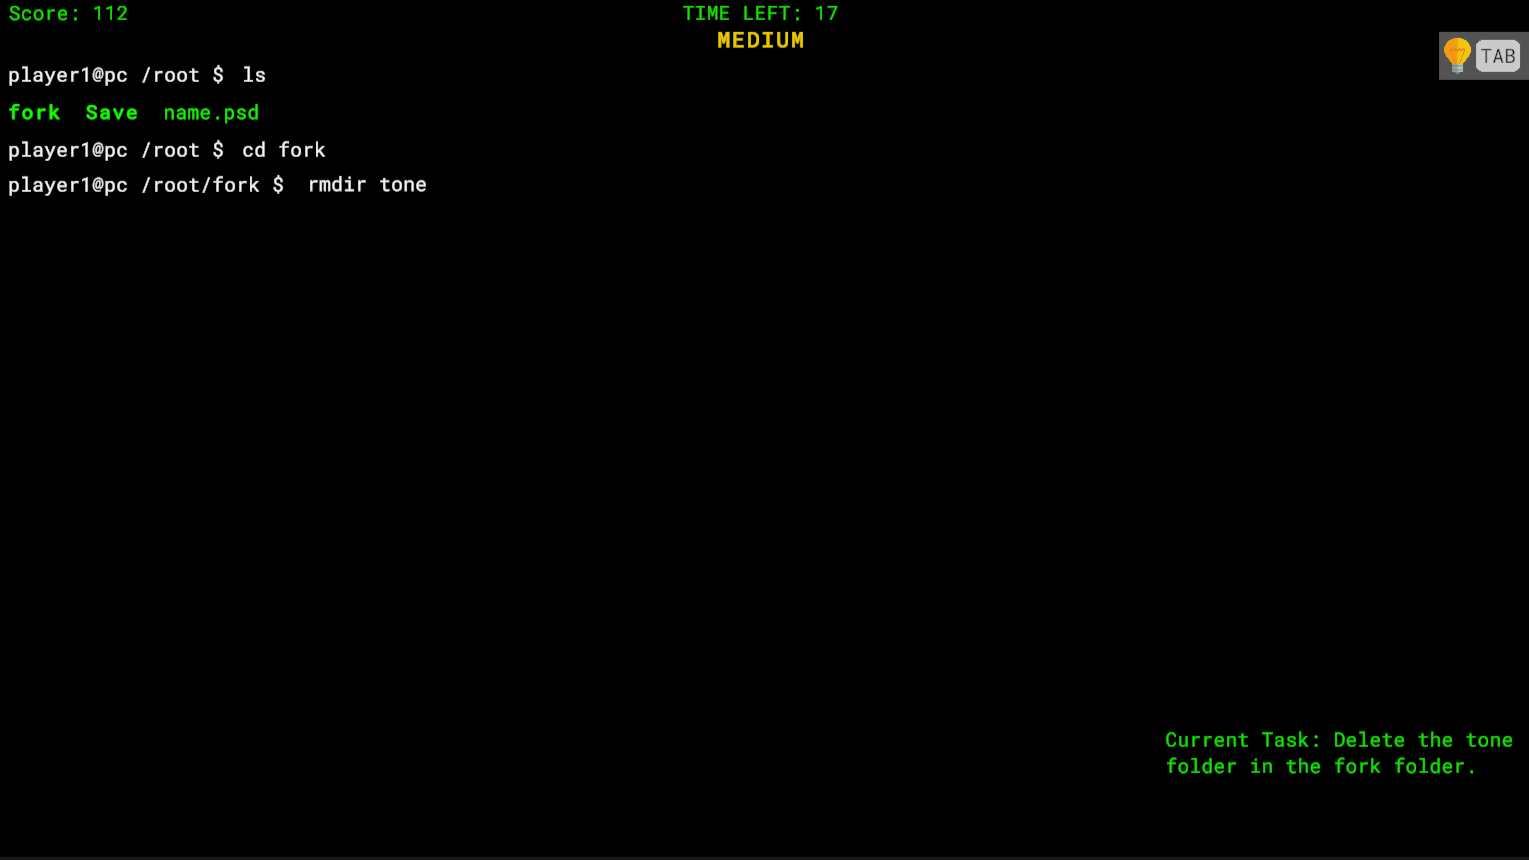 Score: 112
TIME LEFT: 17
MEDIUM
TAB
player1@pc /root $ ls
fork Save name.psd
player1@pc /root $ cd fork
player1@pc /root/fork $ rmdir tone
Current Task: Delete the tone
folder in the fork folder.